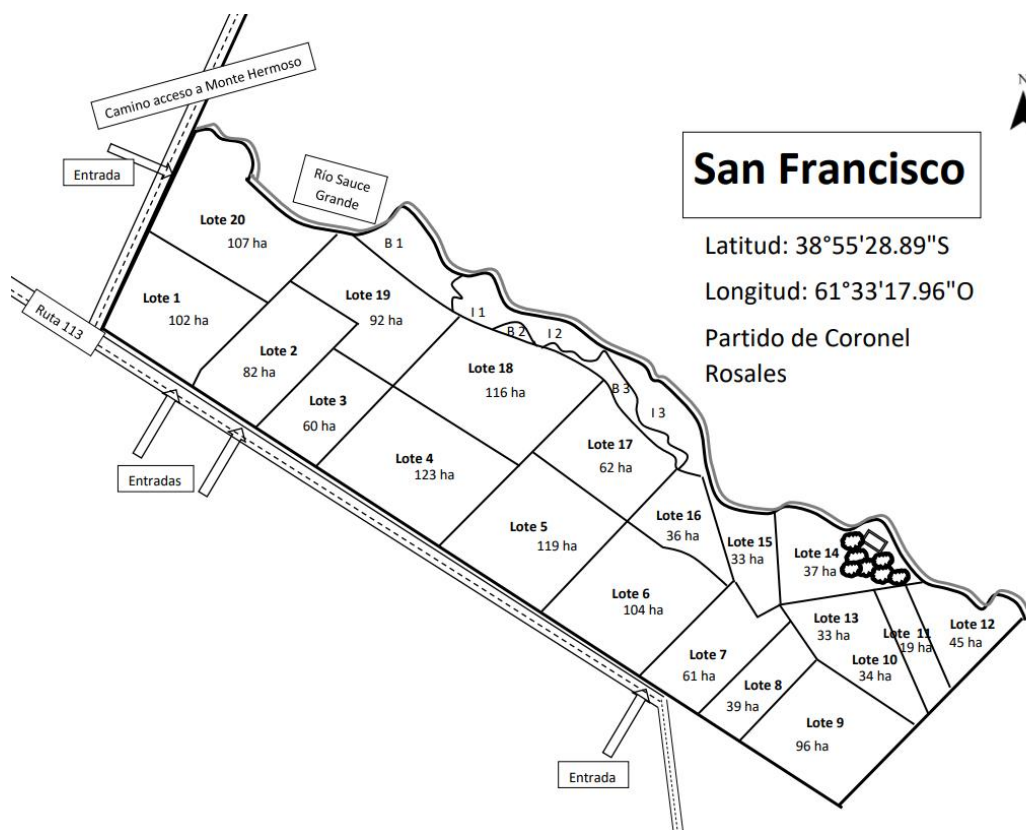 Camino acceso a Monte Hermoso
N
Entrada
Río Sauce
Grande
San Francisco
Latitud: 38°55'28.89"S
Longitud: 61°33'17.96"O
Partido de Coronel
Rosales
Lote 20
107 ha
B 1
Lote 1
102 ha
Ruta 113
Lote 19
92 ha
I 1
B 2
I 2
Lote 2
82 ha
Lote 18
116 ha
B 3
I 3
Lote 3
60 ha
Lote 17
62 ha
Lote 4
123 ha
Entradas
Lote 5
119 ha
Lote 16
36 ha
Lote 15
33 ha
Lote 14
37 ha
Lote 6
104 ha
Lote 13
33 ha
Lote 11
19 ha
Lote 12
45 ha
Lote 7
61 ha
Lote 10
34 ha
Lote 8
39 ha
Lote 9
96 ha
Entrada